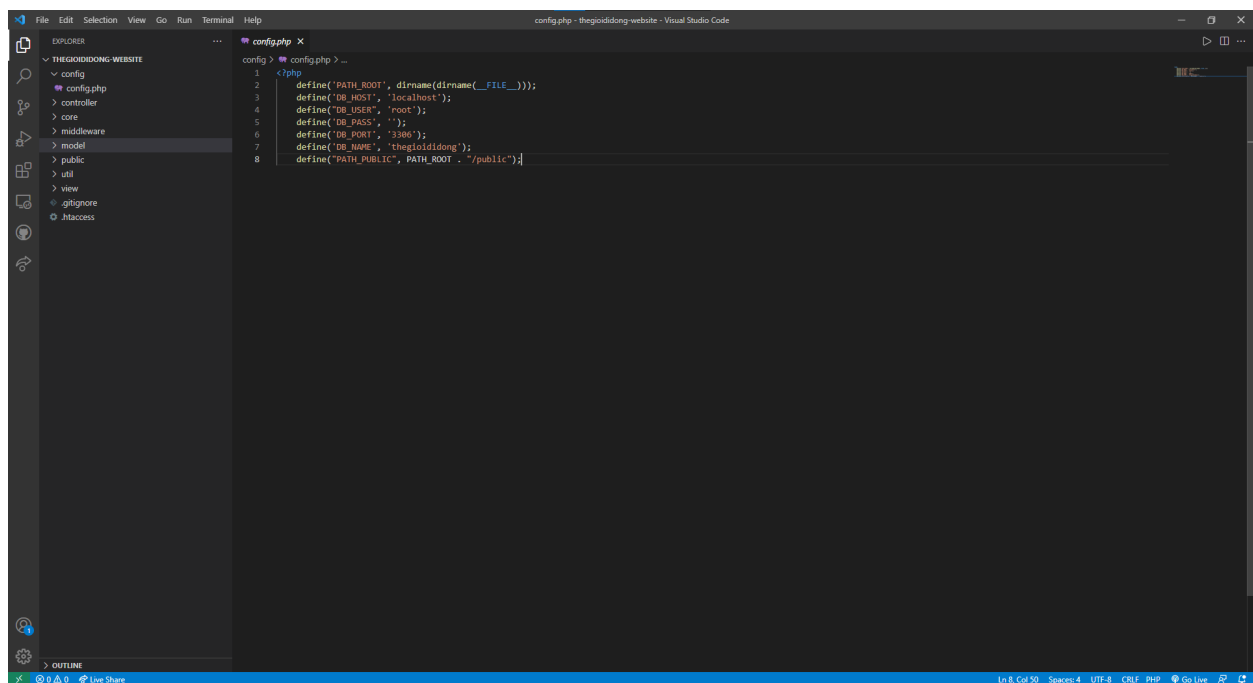 File Edit Selection View Go Run Terminal Help
config.php - thegioididong-website - Visual Studio Code
EXPLORER
THEGIOIDIDONG-WEBSITE
config
config.php
controller
core
middleware
model
public
util
view
.gitignore
.htaccess
OUTLINE
config.php
config > config.php > ...
1 <?php
2 define('PATH_ROOT', dirname(dirname(__FILE__)));
3 define('DB_HOST', 'localhost');
4 define("DB_USER", 'root');
5 define('DB_PASS', '');
6 define('DB_PORT', '3306');
7 define('DB_NAME', 'thegioididong');
8 define("PATH_PUBLIC", PATH_ROOT . "/public");
1
0 0 0 Live Share
Ln 8, Col 50 Spaces: 4 UTF-8 CRLF PHP Go Live